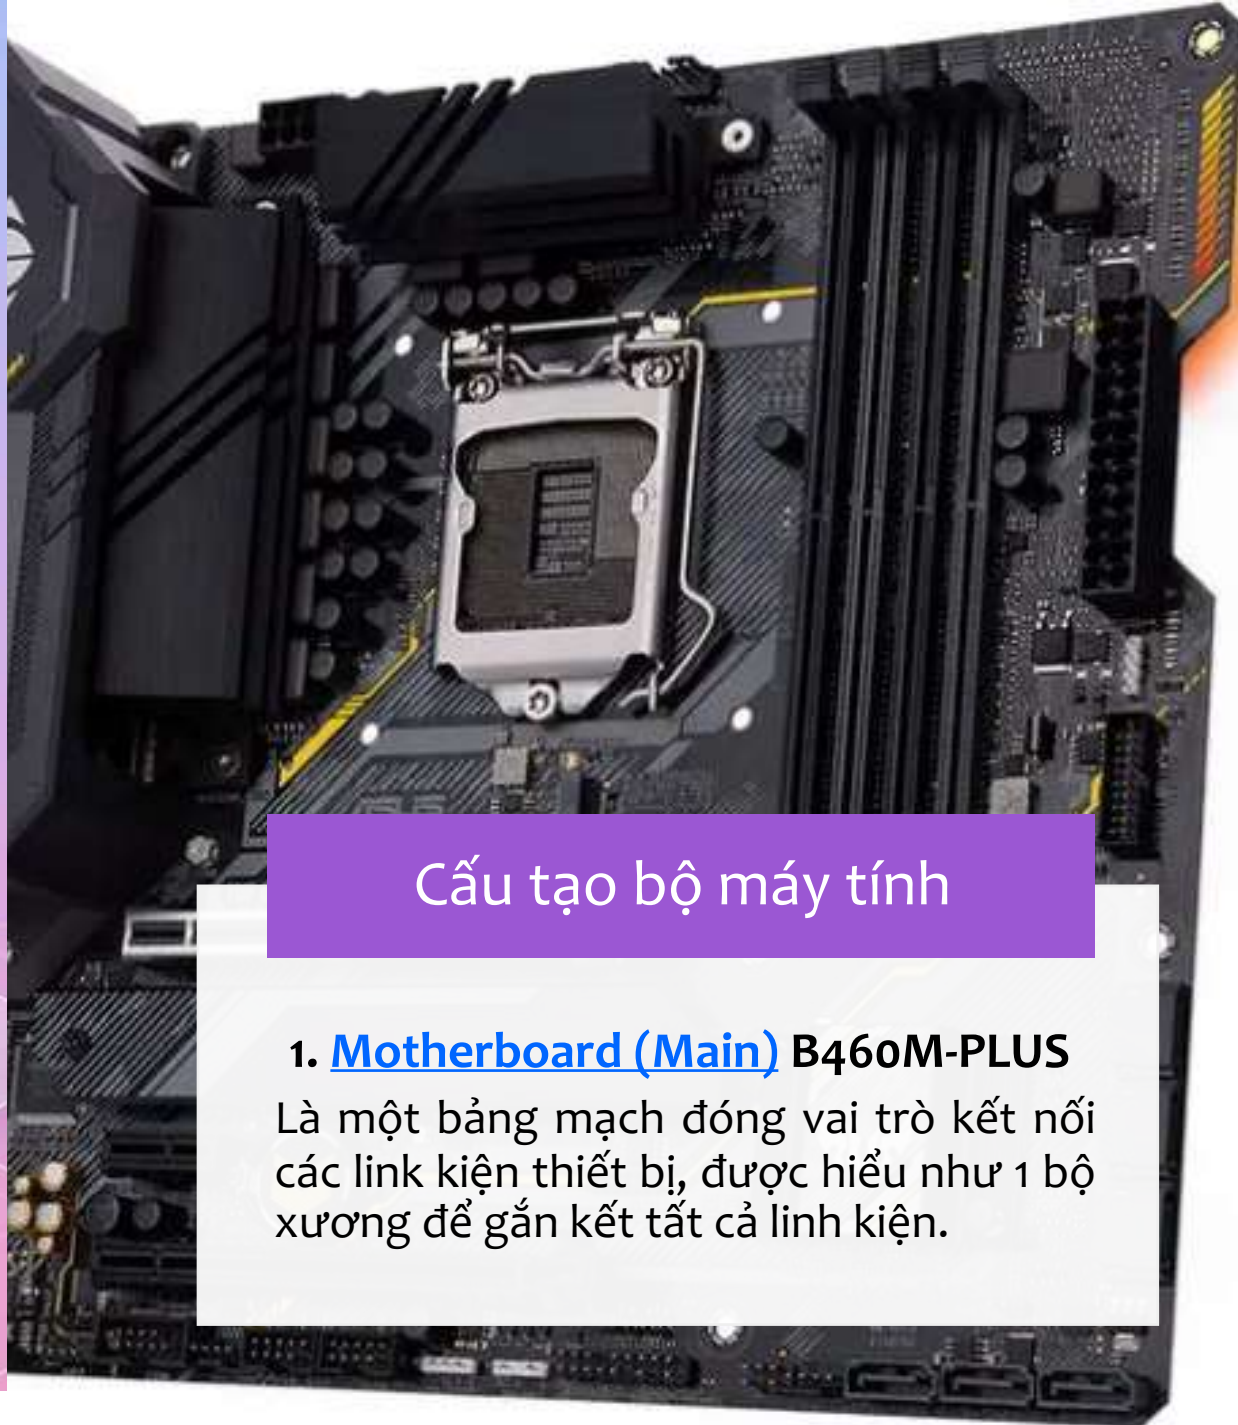 Cấu tạo bộ máy tính
1. Motherboard (Main) B460M-PLUS
Là một bảng mạch đóng vai trò kết nối
các link kiện thiết bị, được hiểu như 1 bộ
xương để gắn kết tất cả linh kiện.